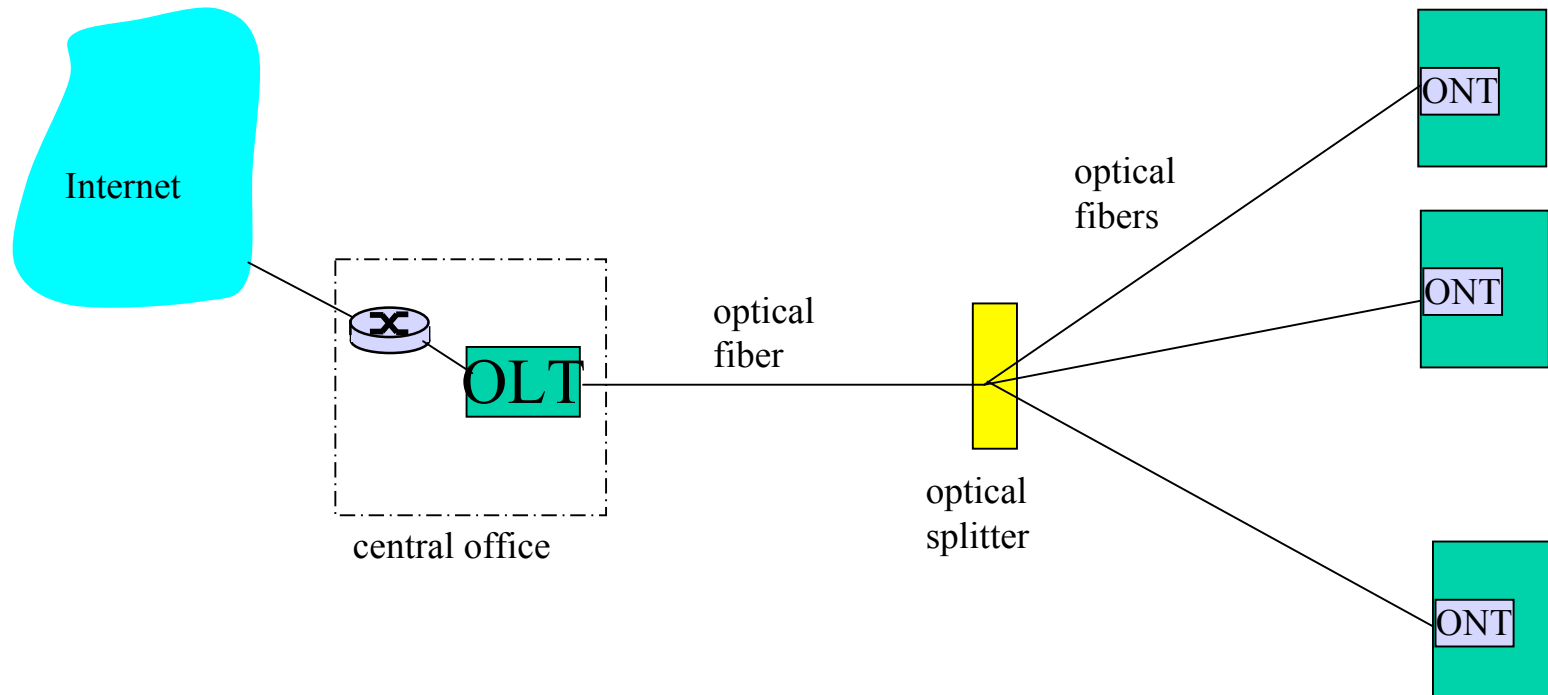 ONT
optical
fibers
Internet
ONT
optical
fiber
OLT
optical
splitter
central office
ONT